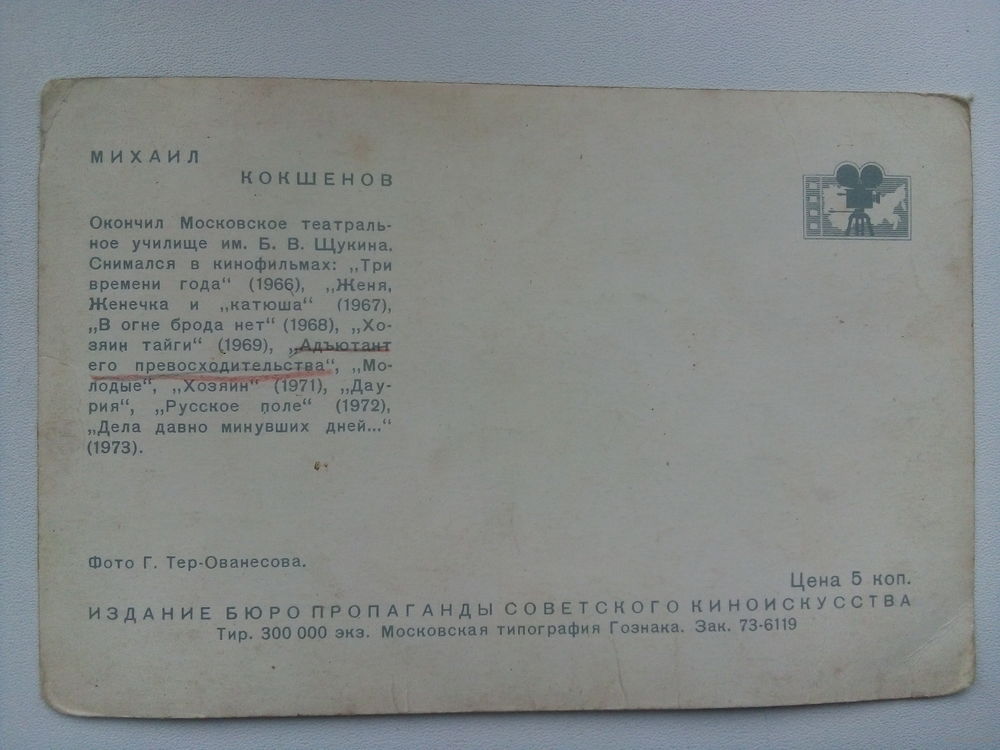 МИХАИЛ
КОКШЕНОВ
Окончил Московское театраль-
ное училище им. Б. В. Щукина.
Снимался в кинофильмах: „Три
времени года“ (1966), „Женя,
Женечка и „катюша“ (1967),
„В огне брода нет“ (1968), „Хо-
зяин тайги“ (1969), „Адъютант
его превосходительства“, „Мо-
лодые“, „Хозяин“ (1971), „Дау-
рия“, „Русское поле“ (1972),
„Дела давно минувших дней...“
(1973).
Фото Г. Тер-Ованесова.
Цена 5 коп.
ИЗДАНИЕ БЮРО ПРОПАГАНДЫ СОВЕТСКОГО КИНОИСКУССТВА
Тир. 300 000 экз. Московская типография Гознака. Зак. 73-6119